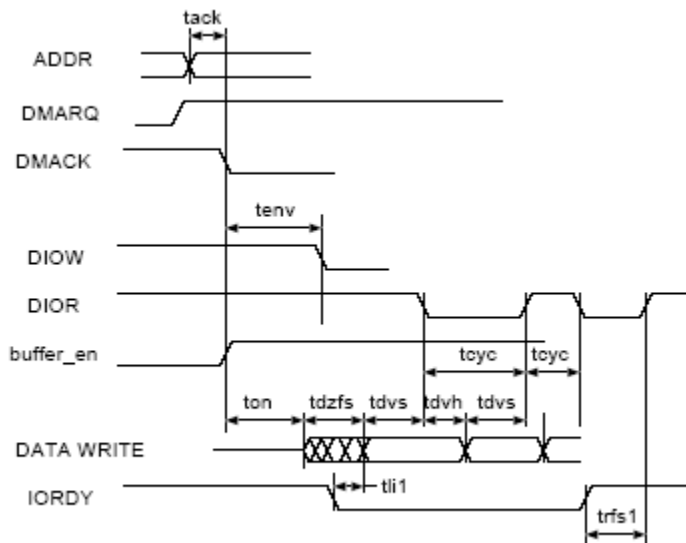 tack
ADDR
DMARQ
DMACK
tenv
DIOW
DIOR
buffer_en
tcyc tcyc
ton tdzfs tdvs tdvh tdvs
DATA WRITE
tli1
IORDY
trfs1